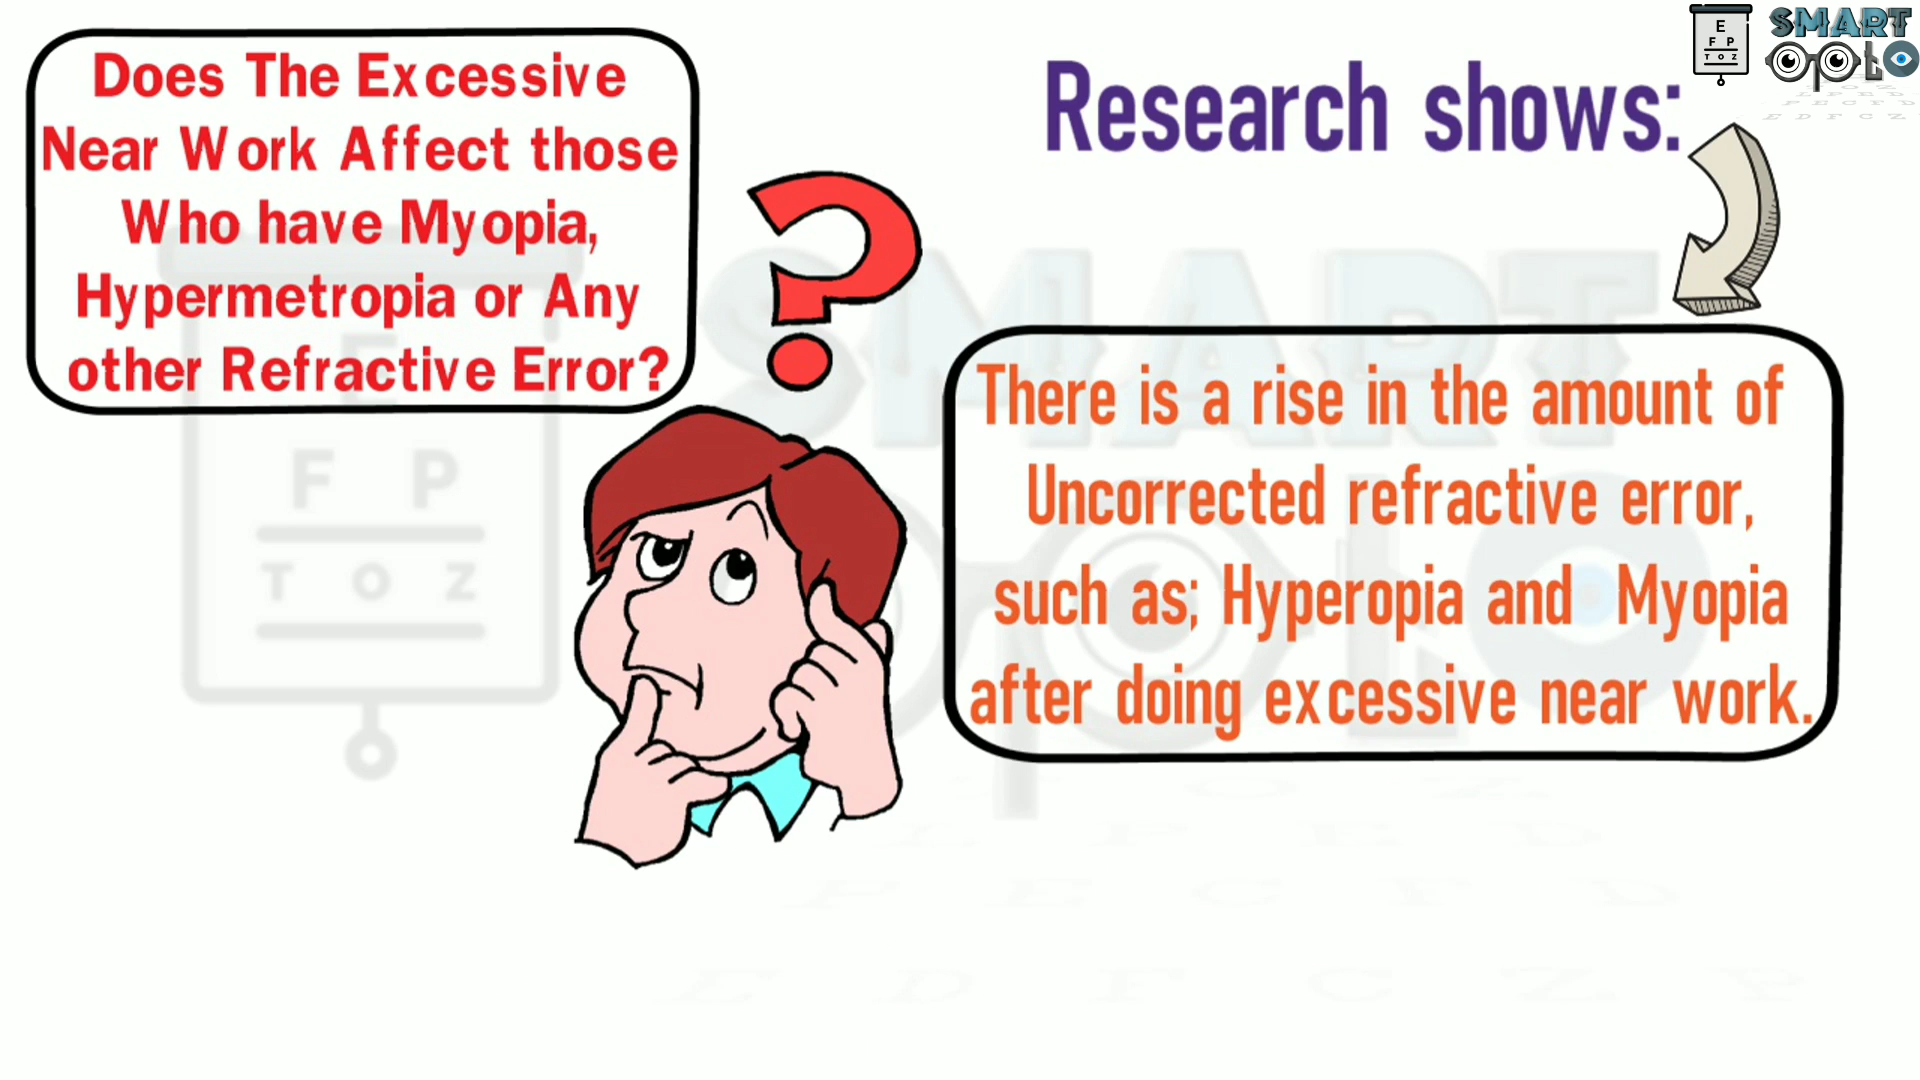 Does The Excessive
Near Work Affect those
Who have Myopia,
Hypermetropia or Any
other Refractive Error?
Research shows:
There is a rise in the amount of
Uncorrected refractive error,
such as; Hyperopia and Myopia
after doing excessive near work.
SMART
opto
E
F P
T O Z
SMART
E
F P
T O Z
E D F C Z Y